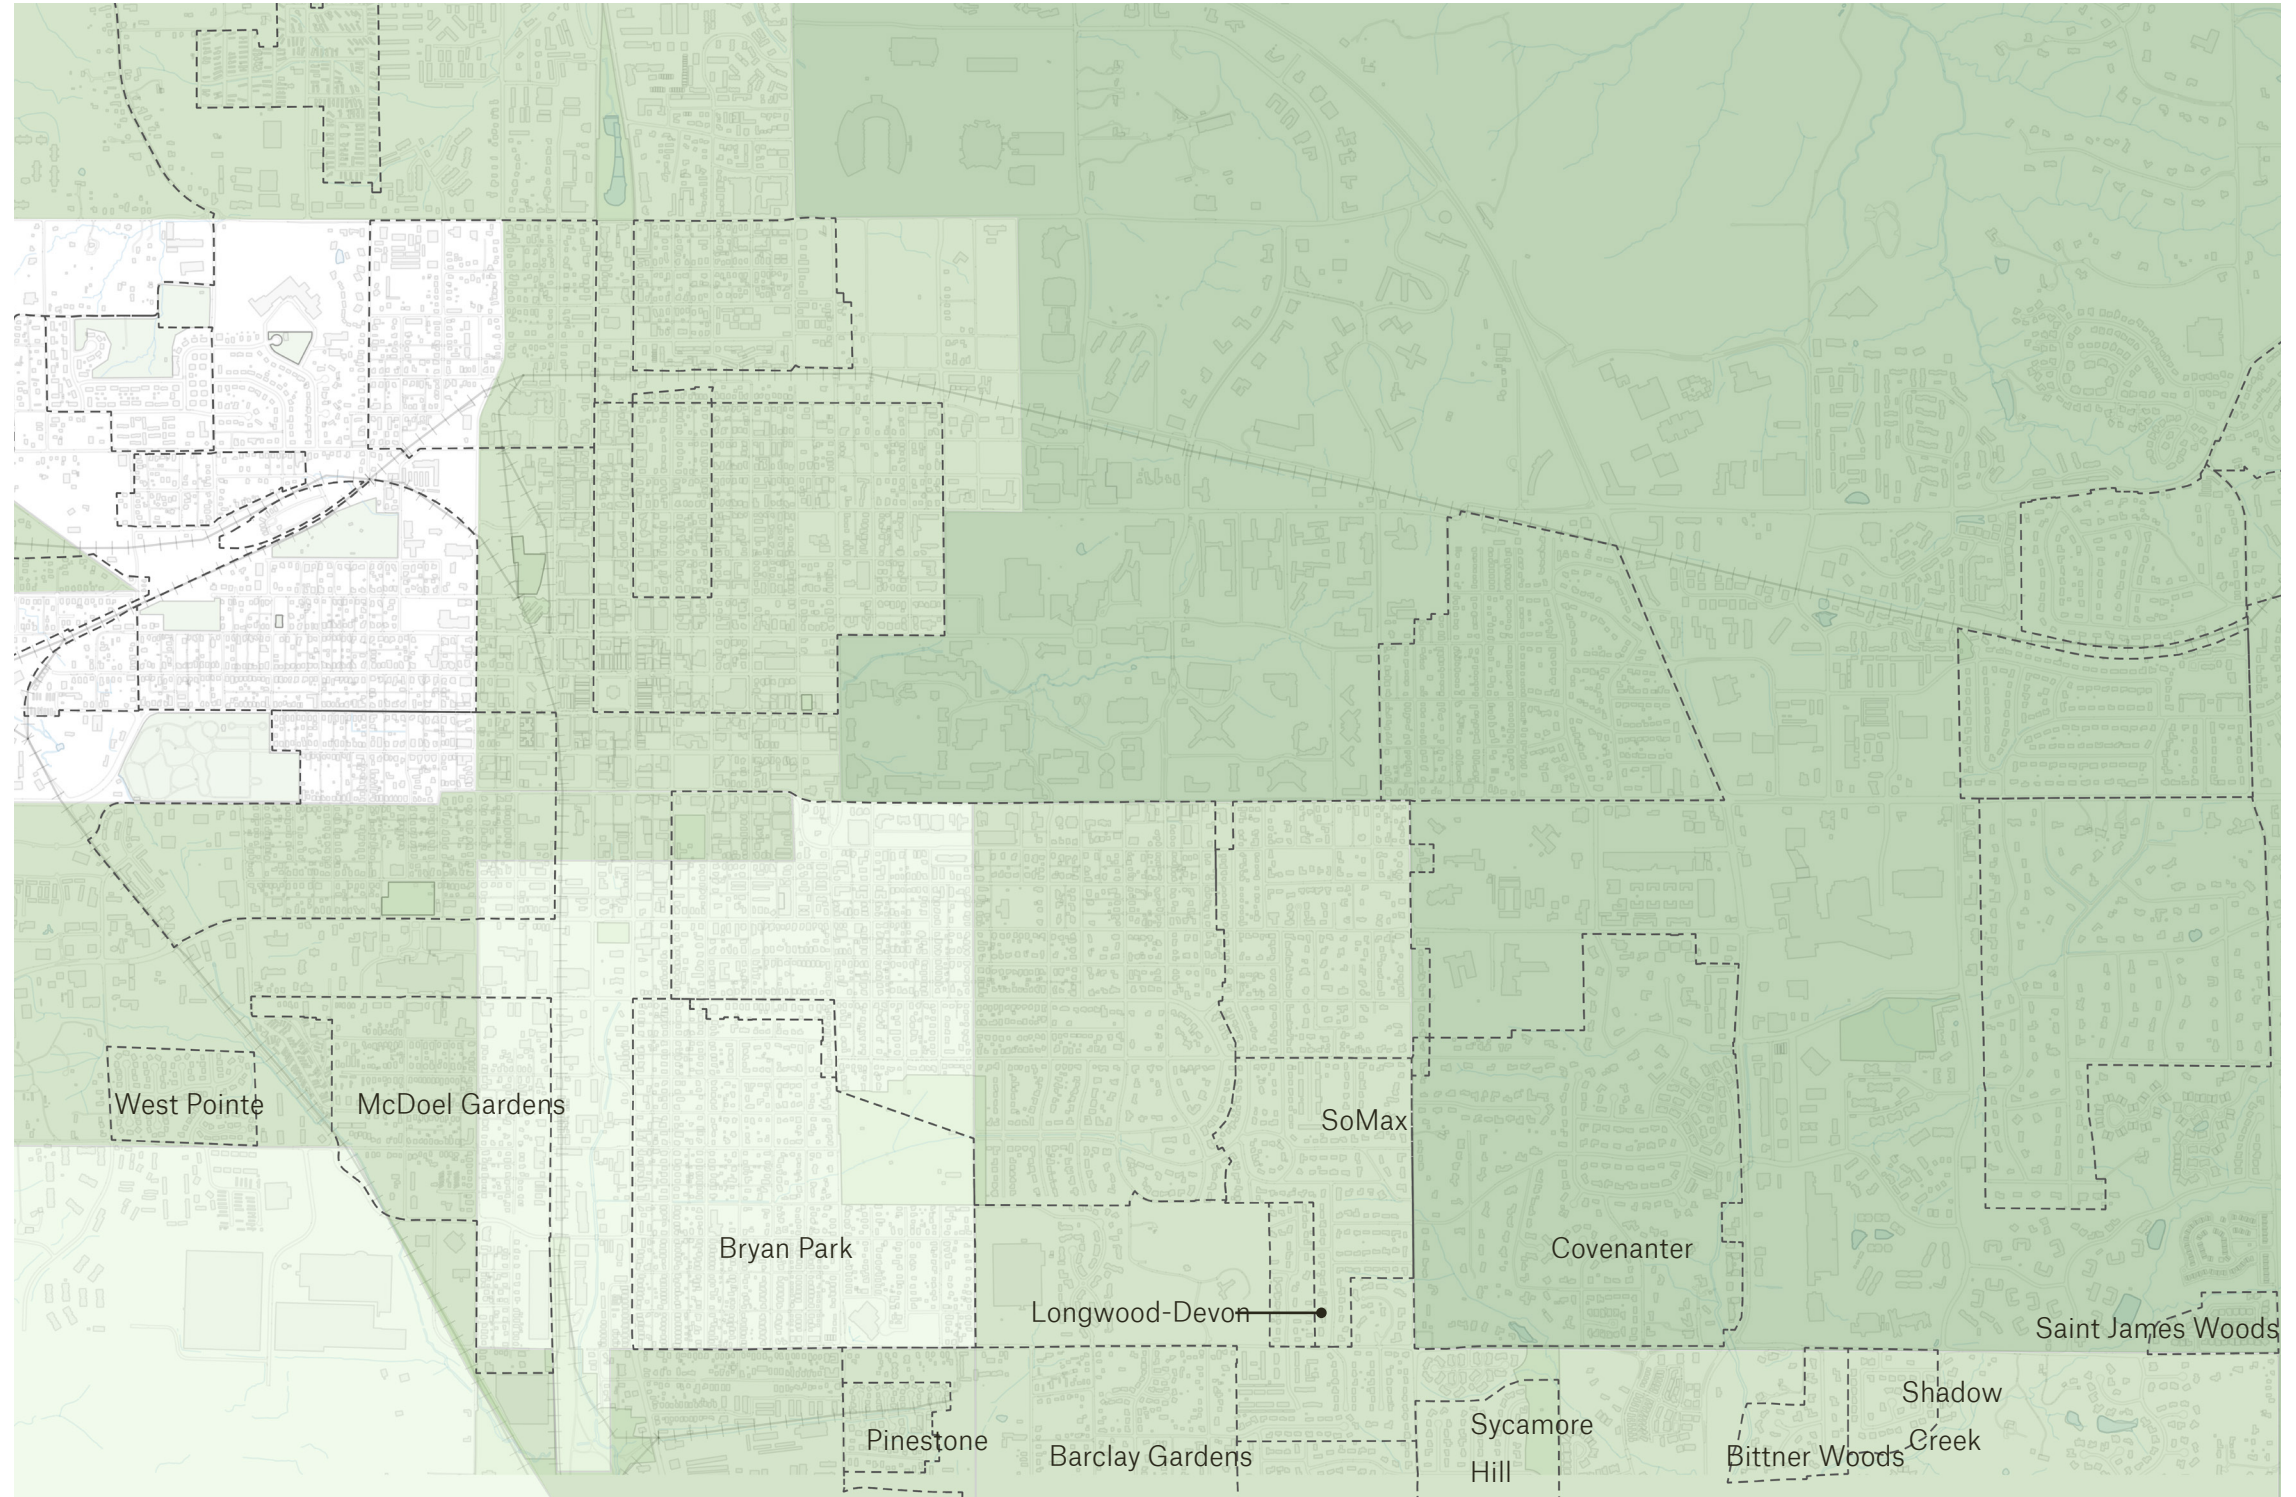 West Pointe
McDoel Gardens
SoMax
Bryan Park
Covenanter
Longwood-Devon
Saint James Woods
Shadow
Creek
Sycamore
Hill
Pinestone
Barclay Gardens
Bittner Woods